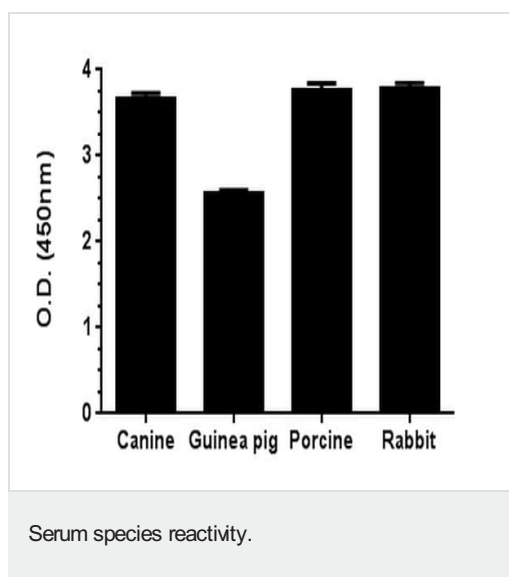 O.D. (450nm)
4
3
2
1
0
Canine Guinea pig Porcine Rabbit
Serum species reactivity.